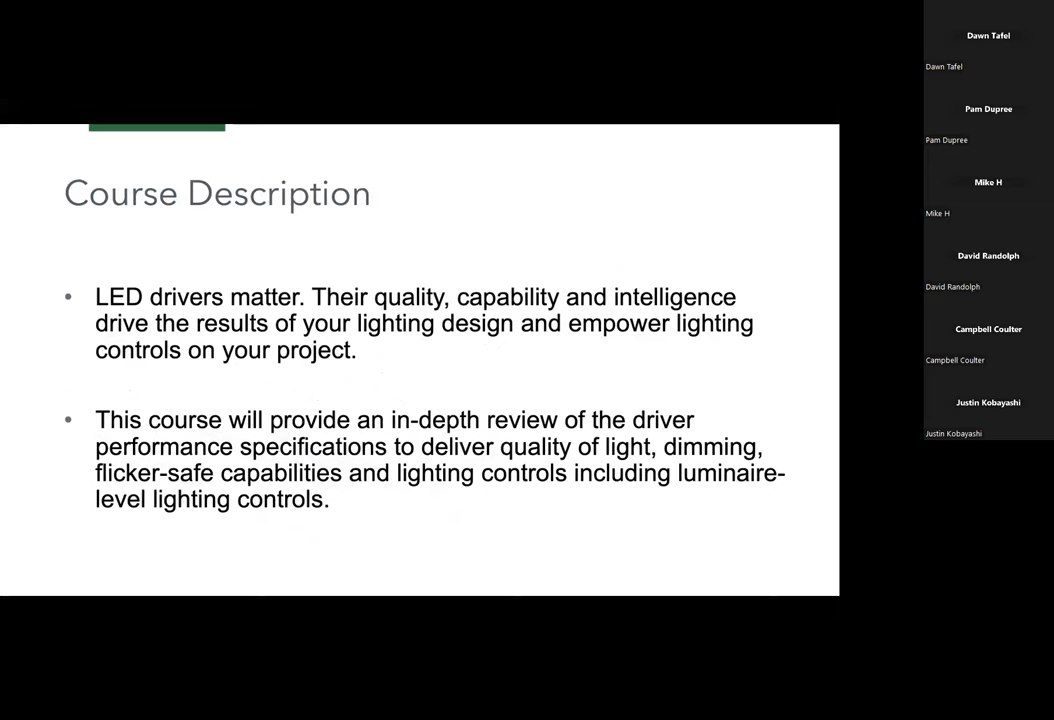 Course Description
• LED drivers matter. Their quality, capability and intelligence
drive the results of your lighting design and empower lighting
controls on your project.
• This course will provide an in-depth review of the driver
performance specifications to deliver quality of light, dimming,
flicker-safe capabilities and lighting controls including luminaire-
level lighting controls.
Dawn Tafel
Dawn Tafel
Pam Dupree
Pam Dupree
Mike H
Mike H
David Randolph
David Randolph
Campbell Coulter
Campbell Coulter
Justin Kobayashi
Justin Kobayashi